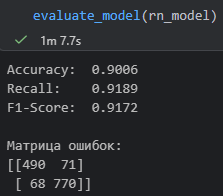 evaluate_model(rn_model)
✓ 1m 7.7s
Accuracy: 0.9006
Recall: 0.9189
F1-Score: 0.9172
Матрица ошибок:
[[490 71]
[ 68 770]]